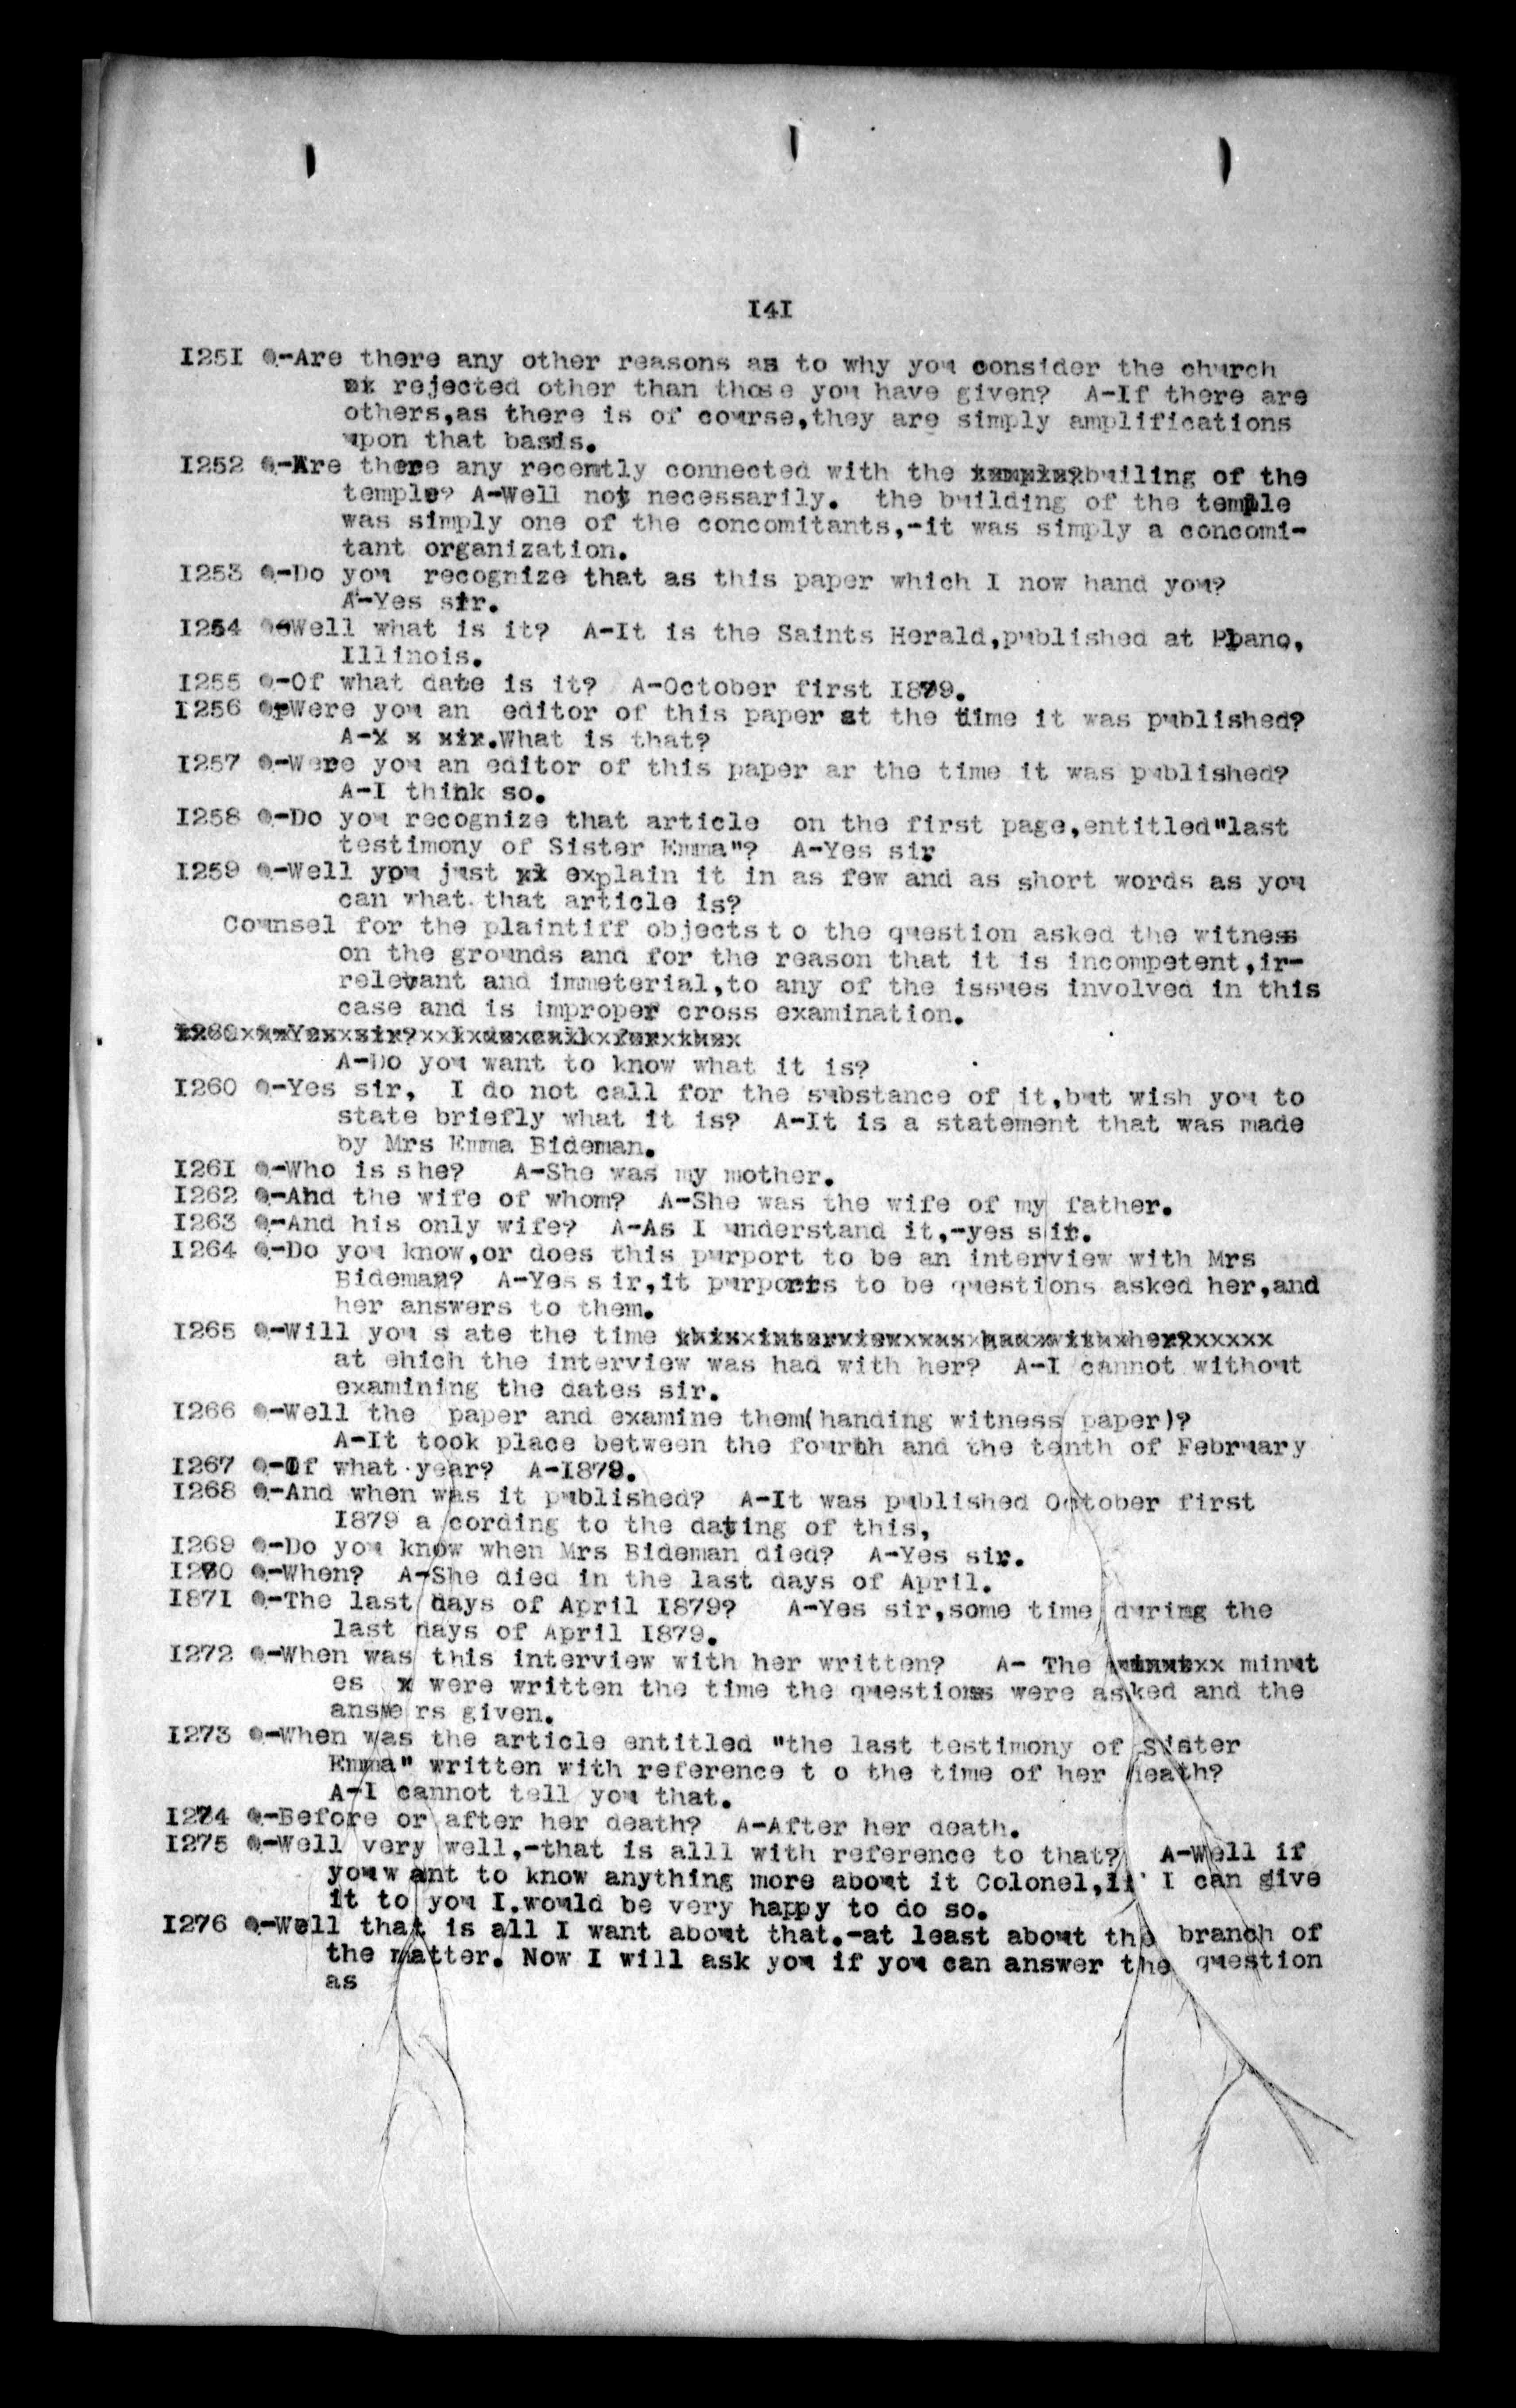 I4I
I25I Q-Are there any other reasons as to why you consider the church
rejected other than those you have given? A-If there are
others,as there is of course,they are simply amplifications
upon that basis.
I252 Q-Are there any recently connected with the builing of the
temple? A-Well not necessarily. the building of the temple
was simply one of the concomitants,-it was simply a concomi-
tant organization.
I253 Q-Do you recognize that as this paper which I now hand you?
A-Yes sir.
I254 Q-Well what is it? A-It is the Saints Herald,published at Plano,
Illinois.
I255 Q-Of what date is it? A-October first I879.
I256 Q-Were you an editor of this paper at the time it was published?
A-x x xix.What is that?
I257 Q-Were you an editor of this paper ar the time it was published?
A-I think so.
I258 Q-Do you recognize that article on the first page,entitled"last
testimony of Sister Emma"? A-Yes sir
I259 Q-Well you just xx explain it in as few and as short words as you
can what that article is?
Counsel for the plaintiff objects t o the question asked the witness
on the grounds and for the reason that it is incompetent,ir-
relevant and immeterial,to any of the issues involved in this
case and is improper cross examination.
A-Do you want to know what it is?
I260 Q-Yes sir, I do not call for the substance of it,but wish you to
state briefly what it is? A-It is a statement that was made
by Mrs Emma Bideman.
I26I Q-Who is s he? A-She was my mother.
I262 Q-And the wife of whom? A-She was the wife of my father.
I263 Q-And his only wife? A-As I understand it,-yes sir.
I264 Q-Do you know,or does this purport to be an interview with Mrs
Bideman? A-Yes s ir,it purports to be questions asked her,and
her answers to them.
I265 Q-Will you s ate the time
at ehich the interview was had with her? A-I cannot without
examining the dates sir.
I266 Q-Well the paper and examine them(handing witness paper)?
A-It took place between the fourth and the tenth of February
I267 Q-Of what year? A-I879.
I268 Q-And when was it published? A-It was published October first
I879 a cording to the dating of this,
I269 Q-Do you know when Mrs Bideman died? A-Yes sir.
I270 Q-When? A-She died in the last days of April.
I87I Q-The last days of April I879? A-Yes sir,some time during the
last days of April I879.
I272 Q-When was this interview with her written? A- The minut
es x were written the time the questions were asked and the
answers given.
I273 Q-When was the article entitled "the last testimony of Sister
Emma" written with reference t o the time of her death?
A-I cannot tell you that.
I274 Q-Before or after her death? A-After her death.
I275 Q-Well very well,-that is alll with reference to that? A-Well if
you w ant to know anything more about it Colonel,if I can give
it to you I.would be very happy to do so.
I276 Q-Well that is all I want about that.-at least about the branch of
the matter. Now I will ask you if you can answer the question
as